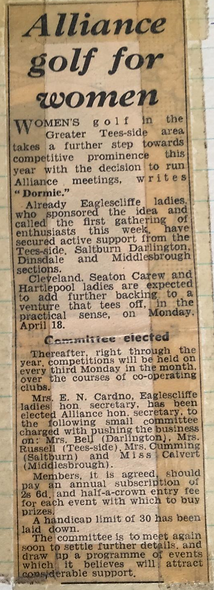 Alliance
golf for
women
WOMEN'S golf in the
Greater Tees-side area
takes a further step towards
competitive prominence this
year with the decision to run
Alliance meetings, writes
"Dormie."
Already Eaglescliffe ladies,
who sponsored the idea and
called the first gathering of
enthusiasts this week, have
secured active support from the
Tees-side, Saltburn Darlington,
Dinsdale and Middlesbrough
sections.
Cleveland, Seaton Carew and
Hartlepool ladies are expected
to add further backing to a
venture that tees off, in the
practical sense, on Monday,
April 18.
Committee elected
Thereafter, right through the
year, competitions will be held on
every third Monday in the month,
over the courses of co-operating
clubs.
Mrs. E. N. Cardno, Eaglescliffe
ladies hon. secretary, has been
elected Alliance hon. secretary, to
the following small committee
charged with pushing the business
on: Mrs. Bell (Darlington), Mrs.
Russell (Tees-side), Mrs. Cumming
(Saltburn) and Miss Calvert
(Middlesbrough).
Members, it is agreed, should
pay an annual subscription of
2s 6d, and half-a-crown entry fee
for each event with which to buy
prizes.
A handicap limit of 30 has been
laid down.
The committee is to meet again
soon to settle further details, and
draw up a programme of events
which it believes will attract
considerable support.